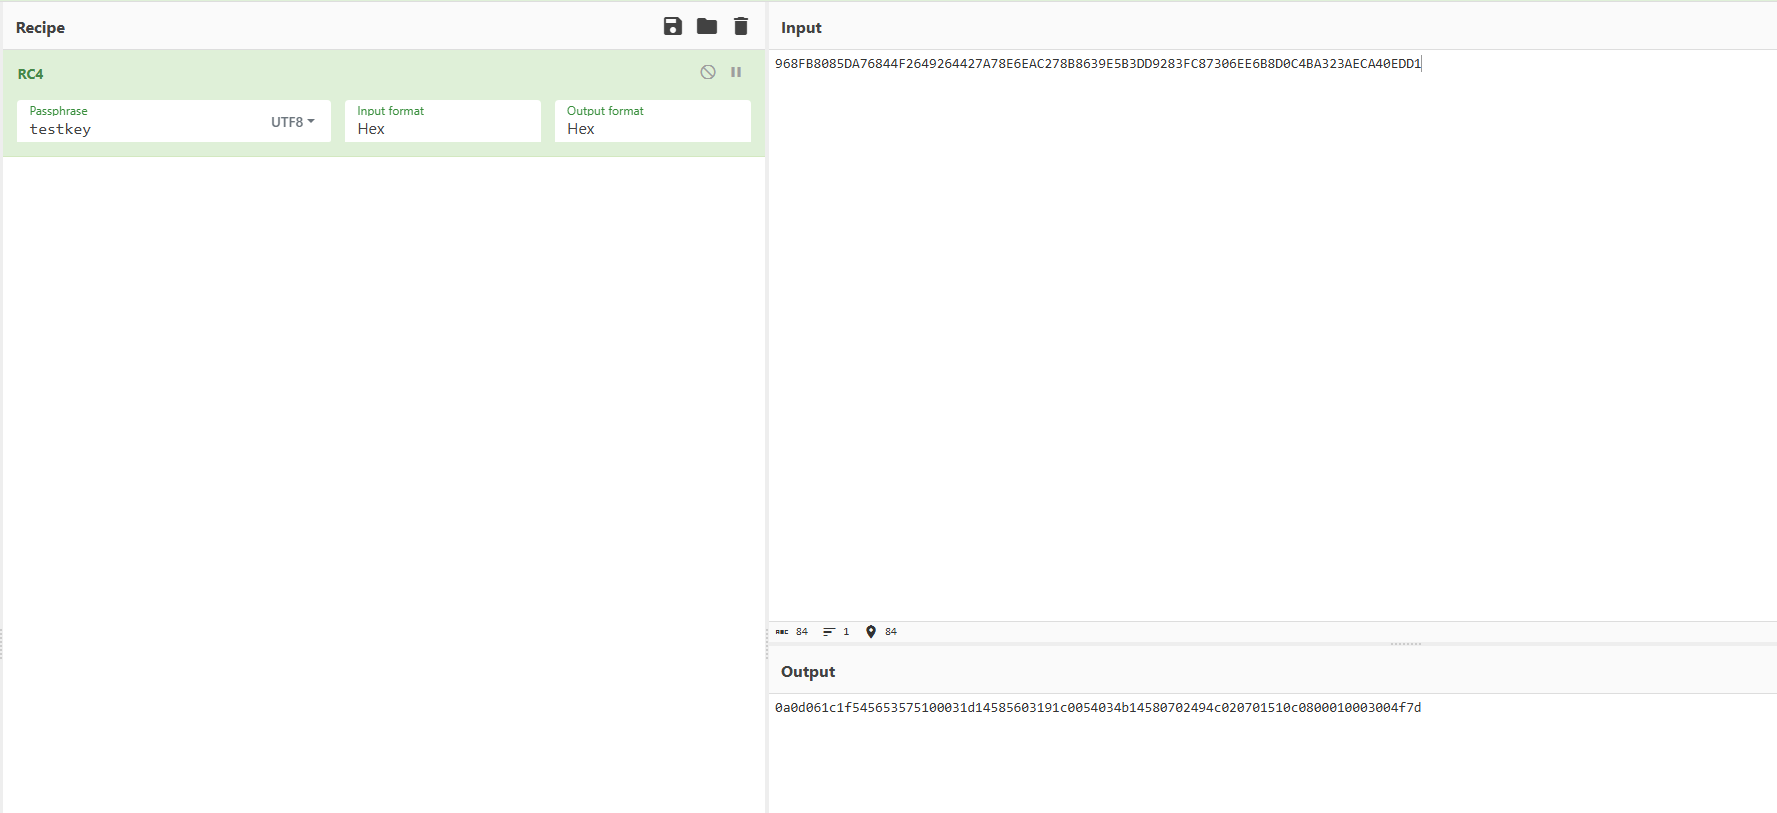 Recipe
RC4
Passphrase
testkey
UTF8
Input format
Hex
Output format
Hex
Input
968FB8085DA76844F2649264427A78E6EAC278B8639E5B3DD9283FC87306EE6B8D0C4BA323AECA40EDD1
ABC 84 1 84
Output
0a0d061c1f545653575100031d14585603191c0054034b14580702494c020701510c0800010003004f7d